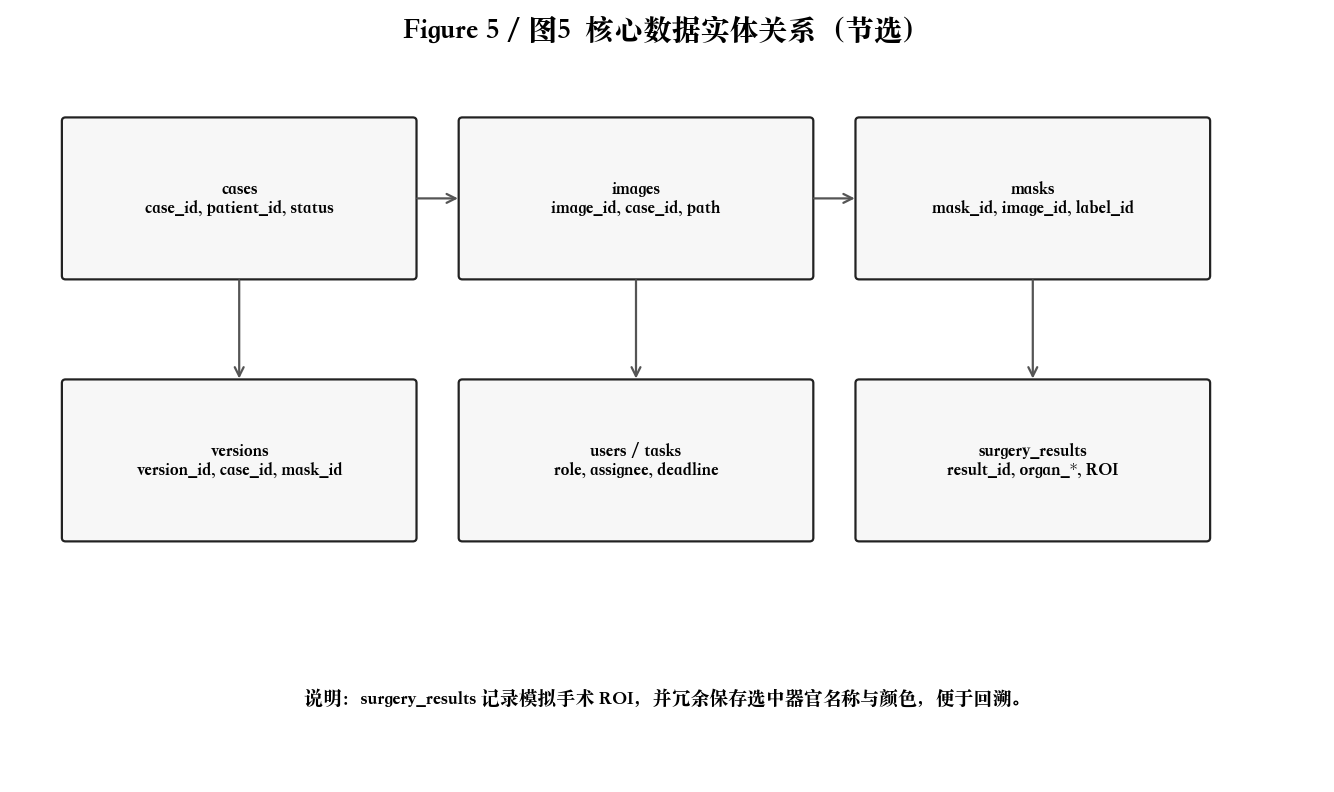 Figure 5 / 图5 核心数据实体关系（节选）
cases
case_id, patient_id, status
images
image_id, case_id, path
masks
mask_id, image_id, label_id
versions
version_id, case_id, mask_id
users / tasks
role, assignee, deadline
surgery_results
result_id, organ_*, ROI
说明：surgery_results 记录模拟手术 ROI，并冗余保存选中器官名称与颜色，便于回溯。